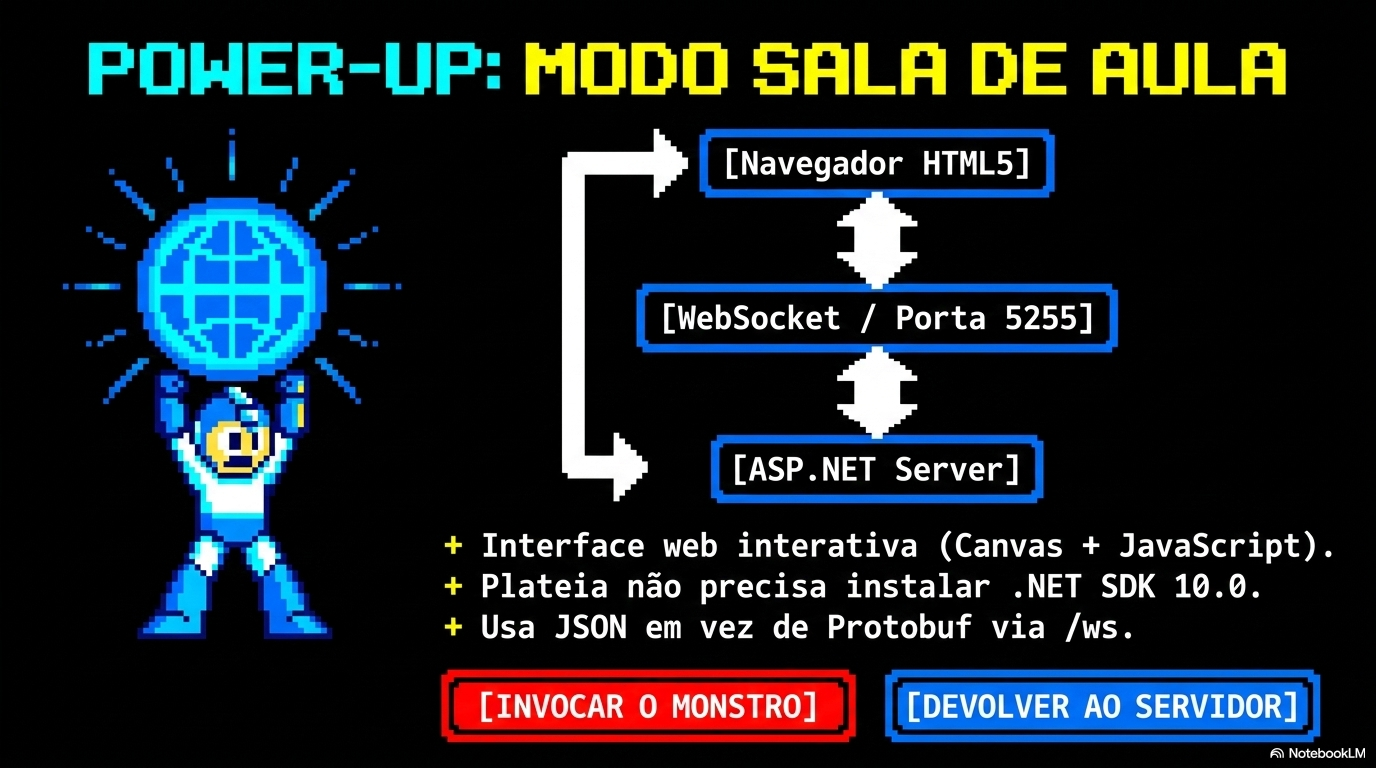 POWER-UP: MODO SALA DE AULA
[Navegador HTML5]
[WebSocket / Porta 5255]
[ASP.NET Server]
+ Interface web interativa (Canvas + JavaScript).
+ Plateia não precisa instalar .NET SDK 10.0.
+ Usa JSON em vez de Protobuf via /ws.
[INVOCAR O MONSTRO]
[DEVOLVER AO SERVIDOR]
NotebookLM